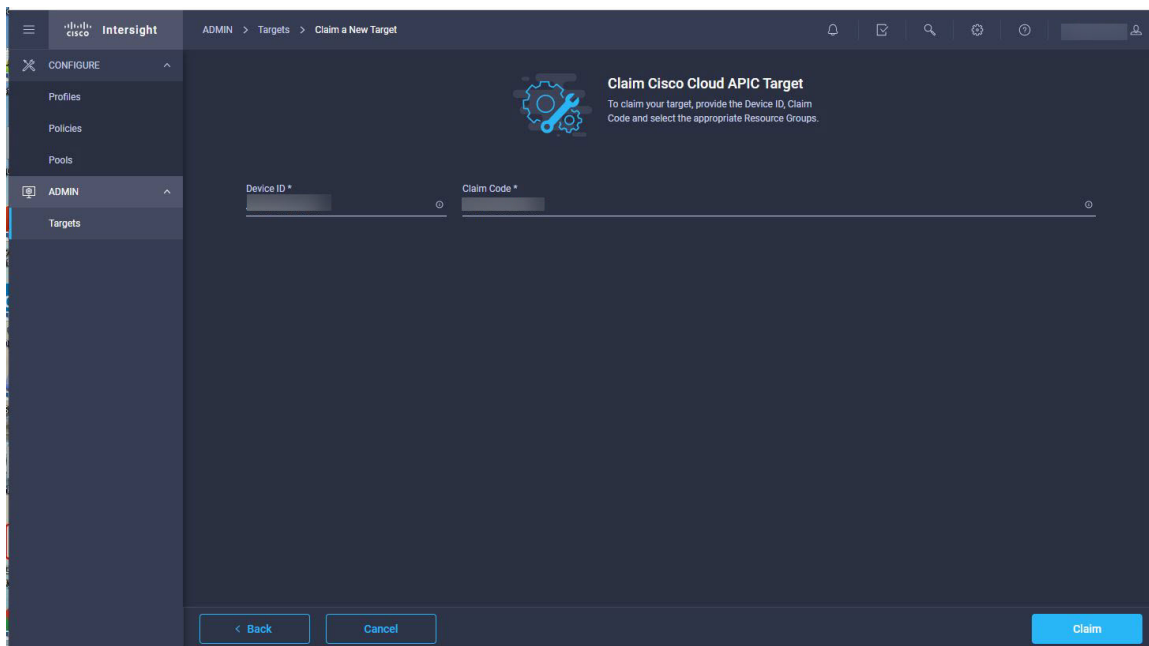 cisco Intersight
ADMIN > Targets > Claim a New Target
CONFIGURE
Profiles
Policies
Pools
ADMIN
Targets
Claim Cisco Cloud APIC Target
To claim your target, provide the Device ID, Claim
Code and select the appropriate Resource Groups.
Device ID *
Claim Code *
< Back
Cancel
Claim